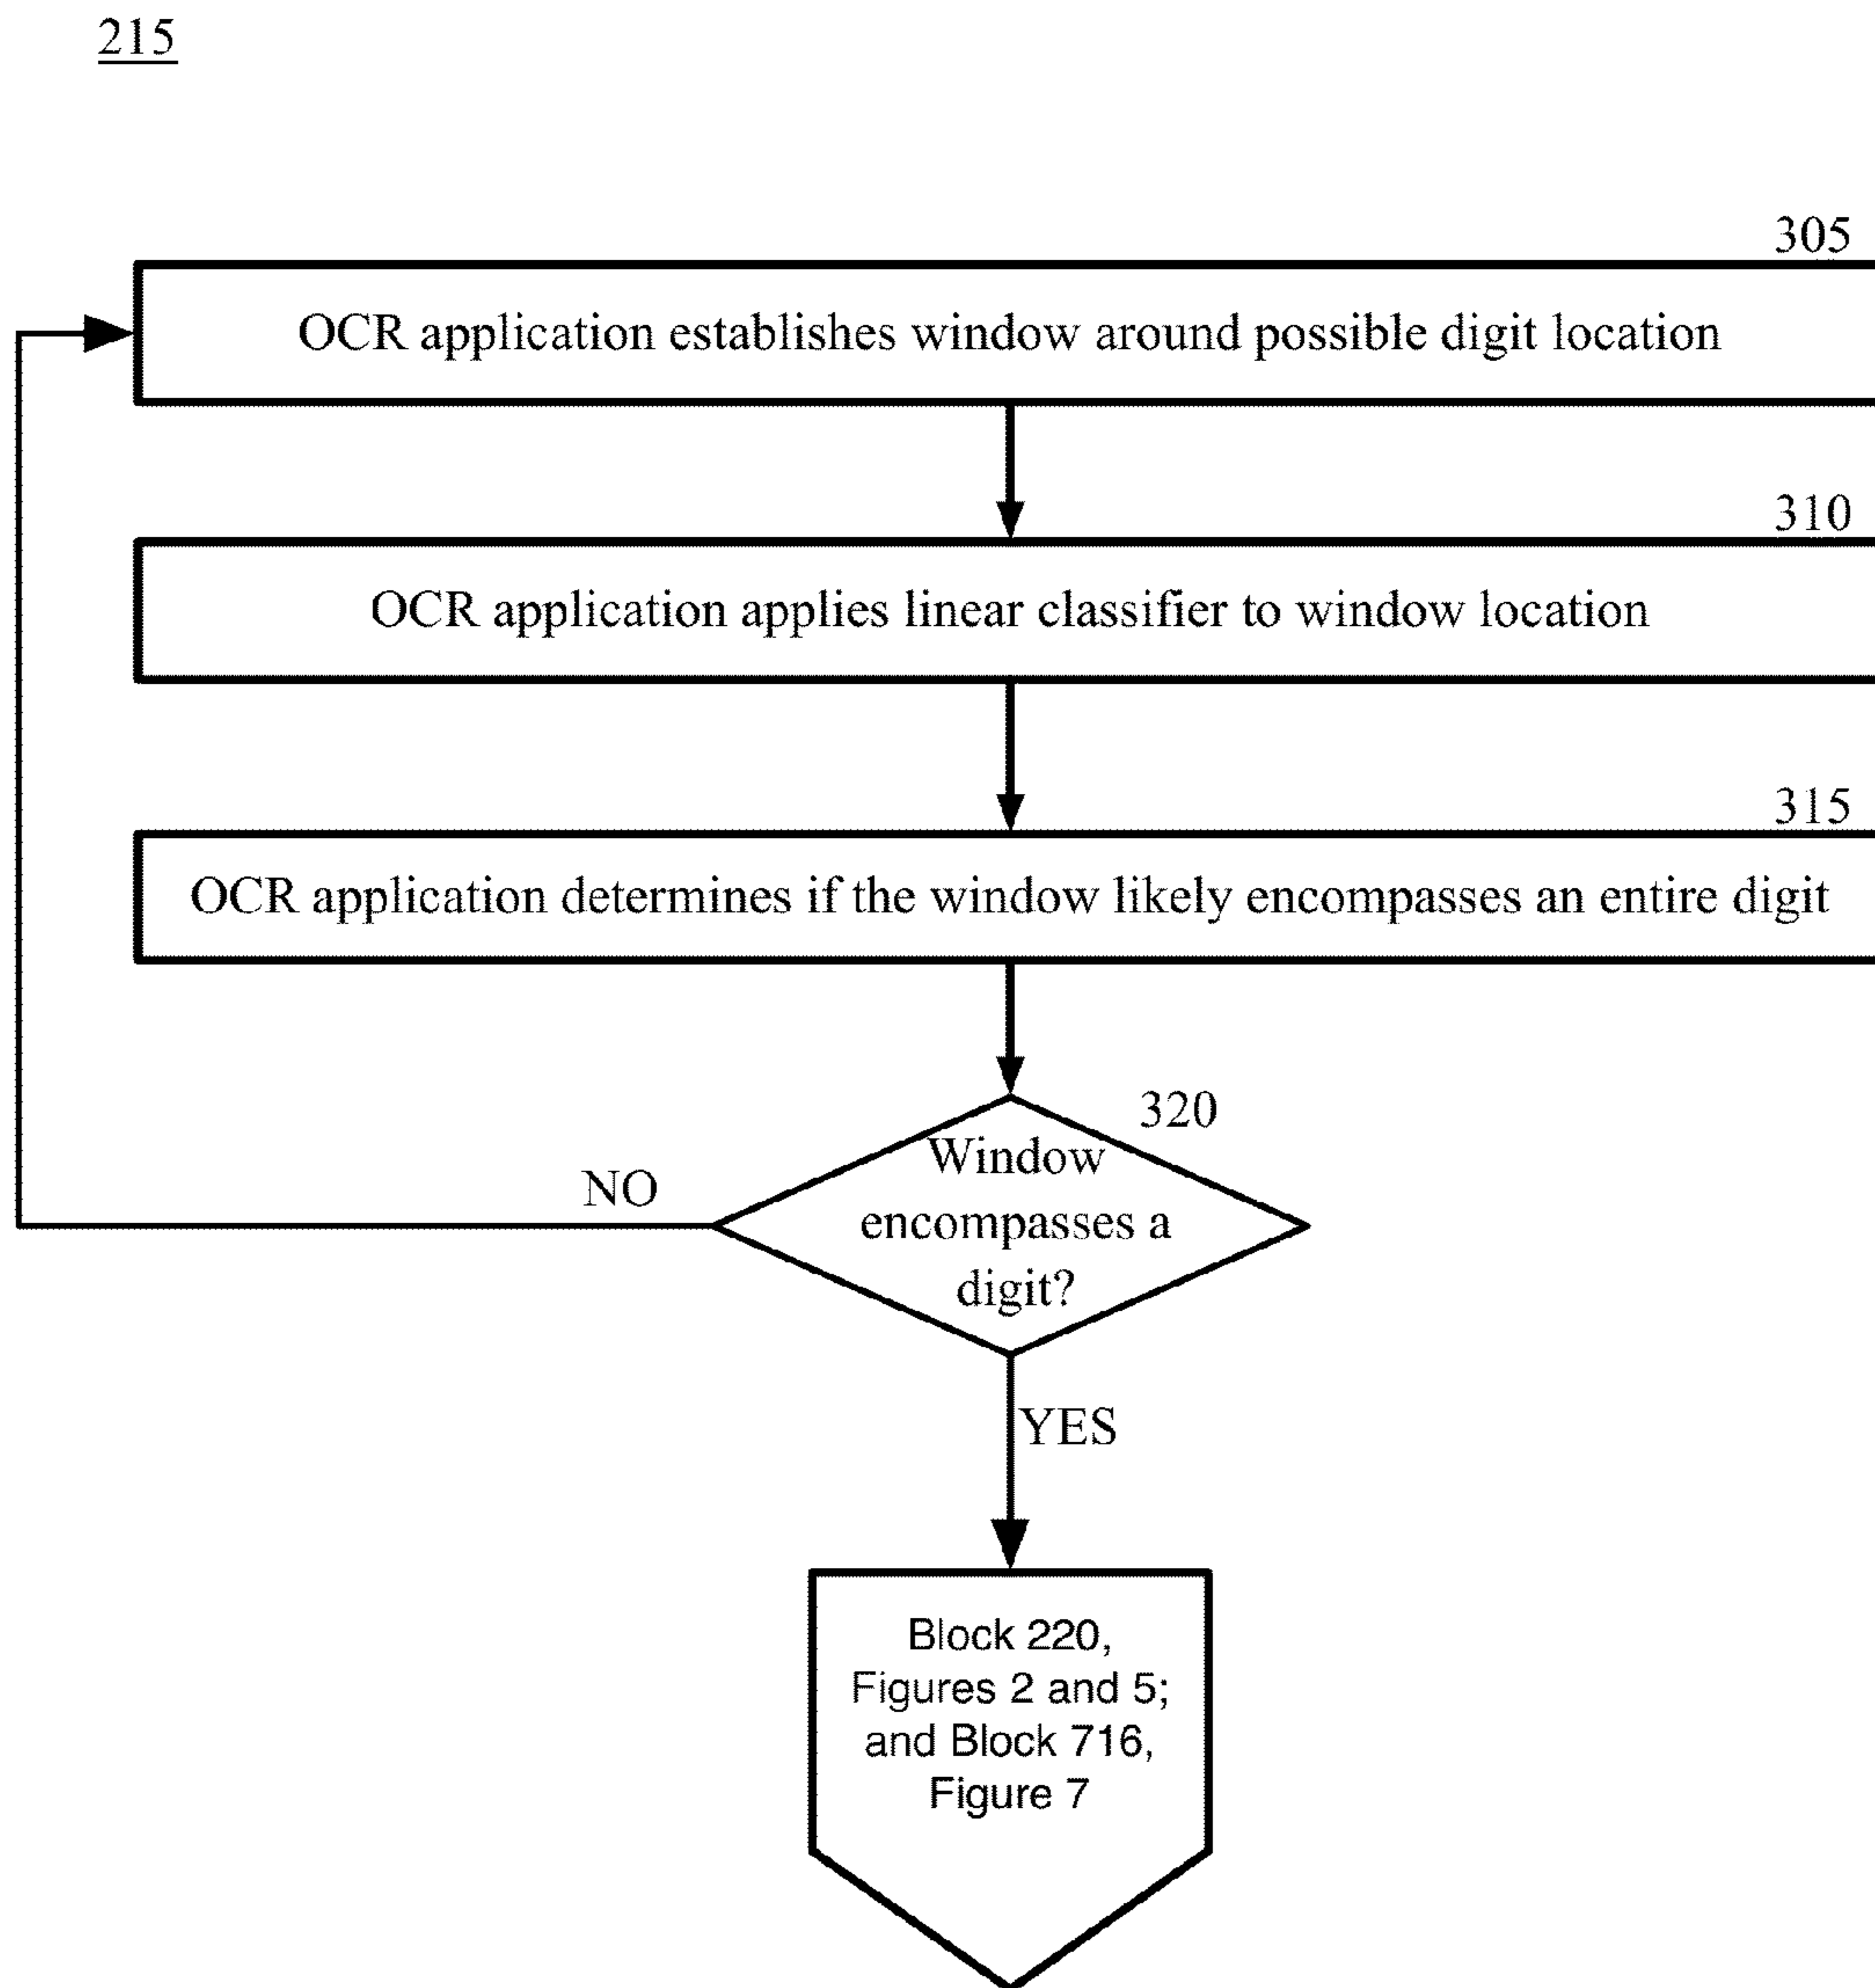 215
305
OCR application establishes window around possible digit location
310
OCR application applies linear classifier to window location
315
OCR application determines if the window likely encompasses an entire digit
320
Window
encompasses a
digit?
NO
YES
Block 220,
Figures 2 and 5;
and Block 716,
Figure 7